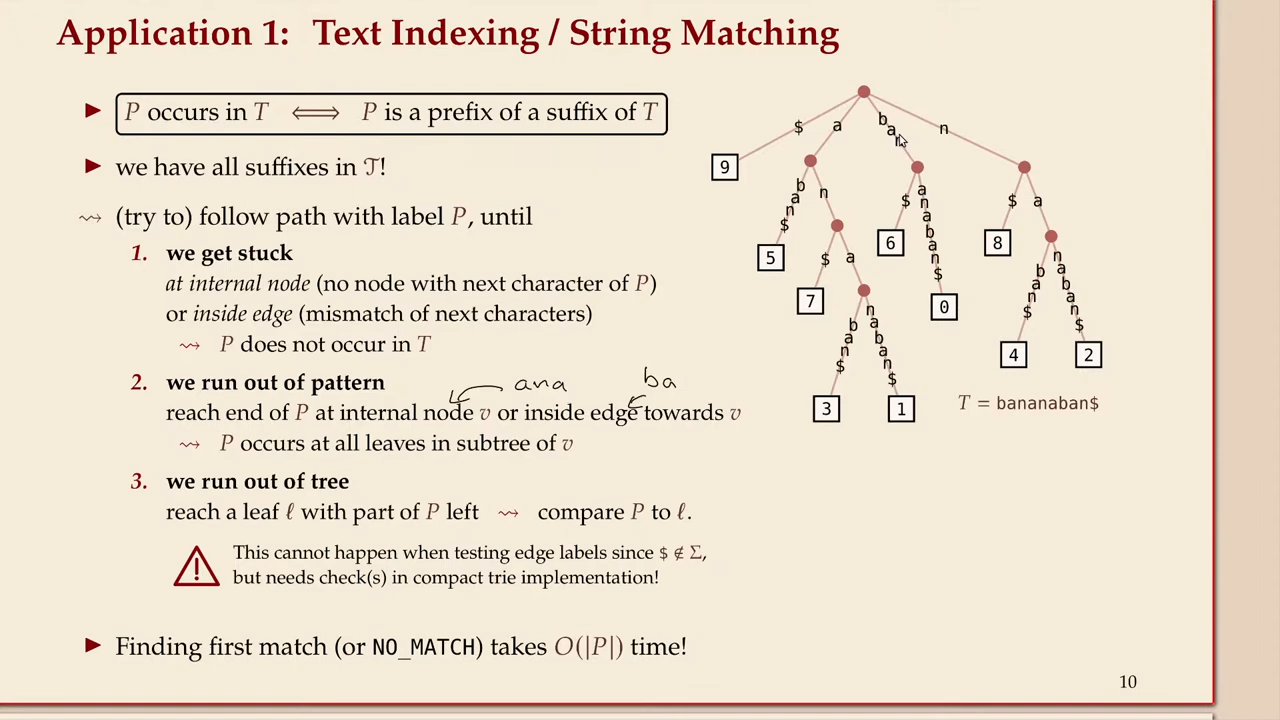 Application 1: Text Indexing / String Matching
P occurs in T ⟺ P is a prefix of a suffix of T
we have all suffixes in 𝒯!
⇝ (try to) follow path with label P, until
1. we get stuck
at internal node (no node with next character of P)
or inside edge (mismatch of next characters)
⇝ P does not occur in T
2. we run out of pattern
ana ba
reach end of P at internal node v or inside edge towards v
⇝ P occurs at all leaves in subtree of v
3. we run out of tree
reach a leaf ℓ with part of P left ⇝ compare P to ℓ.
This cannot happen when testing edge labels since $ ∉ Σ,
but needs check(s) in compact trie implementation!
Finding first match (or NO_MATCH) takes O(|P|) time!
$ a ban n
9
ban$ n $ anaban$ $ a
5 6 8
$ a ban$ naban$
7 0
ban$ naban$ 4 2
3 1
T = bananaban$
10